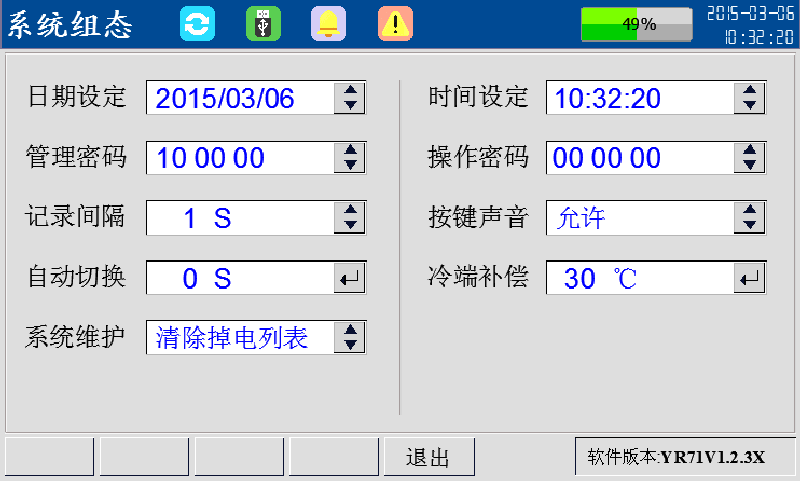 系统组态 49% 2015-03-06
10:32:20
日期设定 2015/03/06 时间设定 10:32:20
管理密码 10 00 00 操作密码 00 00 00
记录间隔 1 S 按键声音 允许
自动切换 0 S 冷端补偿 30 ℃
系统维护 清除掉电列表
退出 软件版本:YR71V1.2.3X